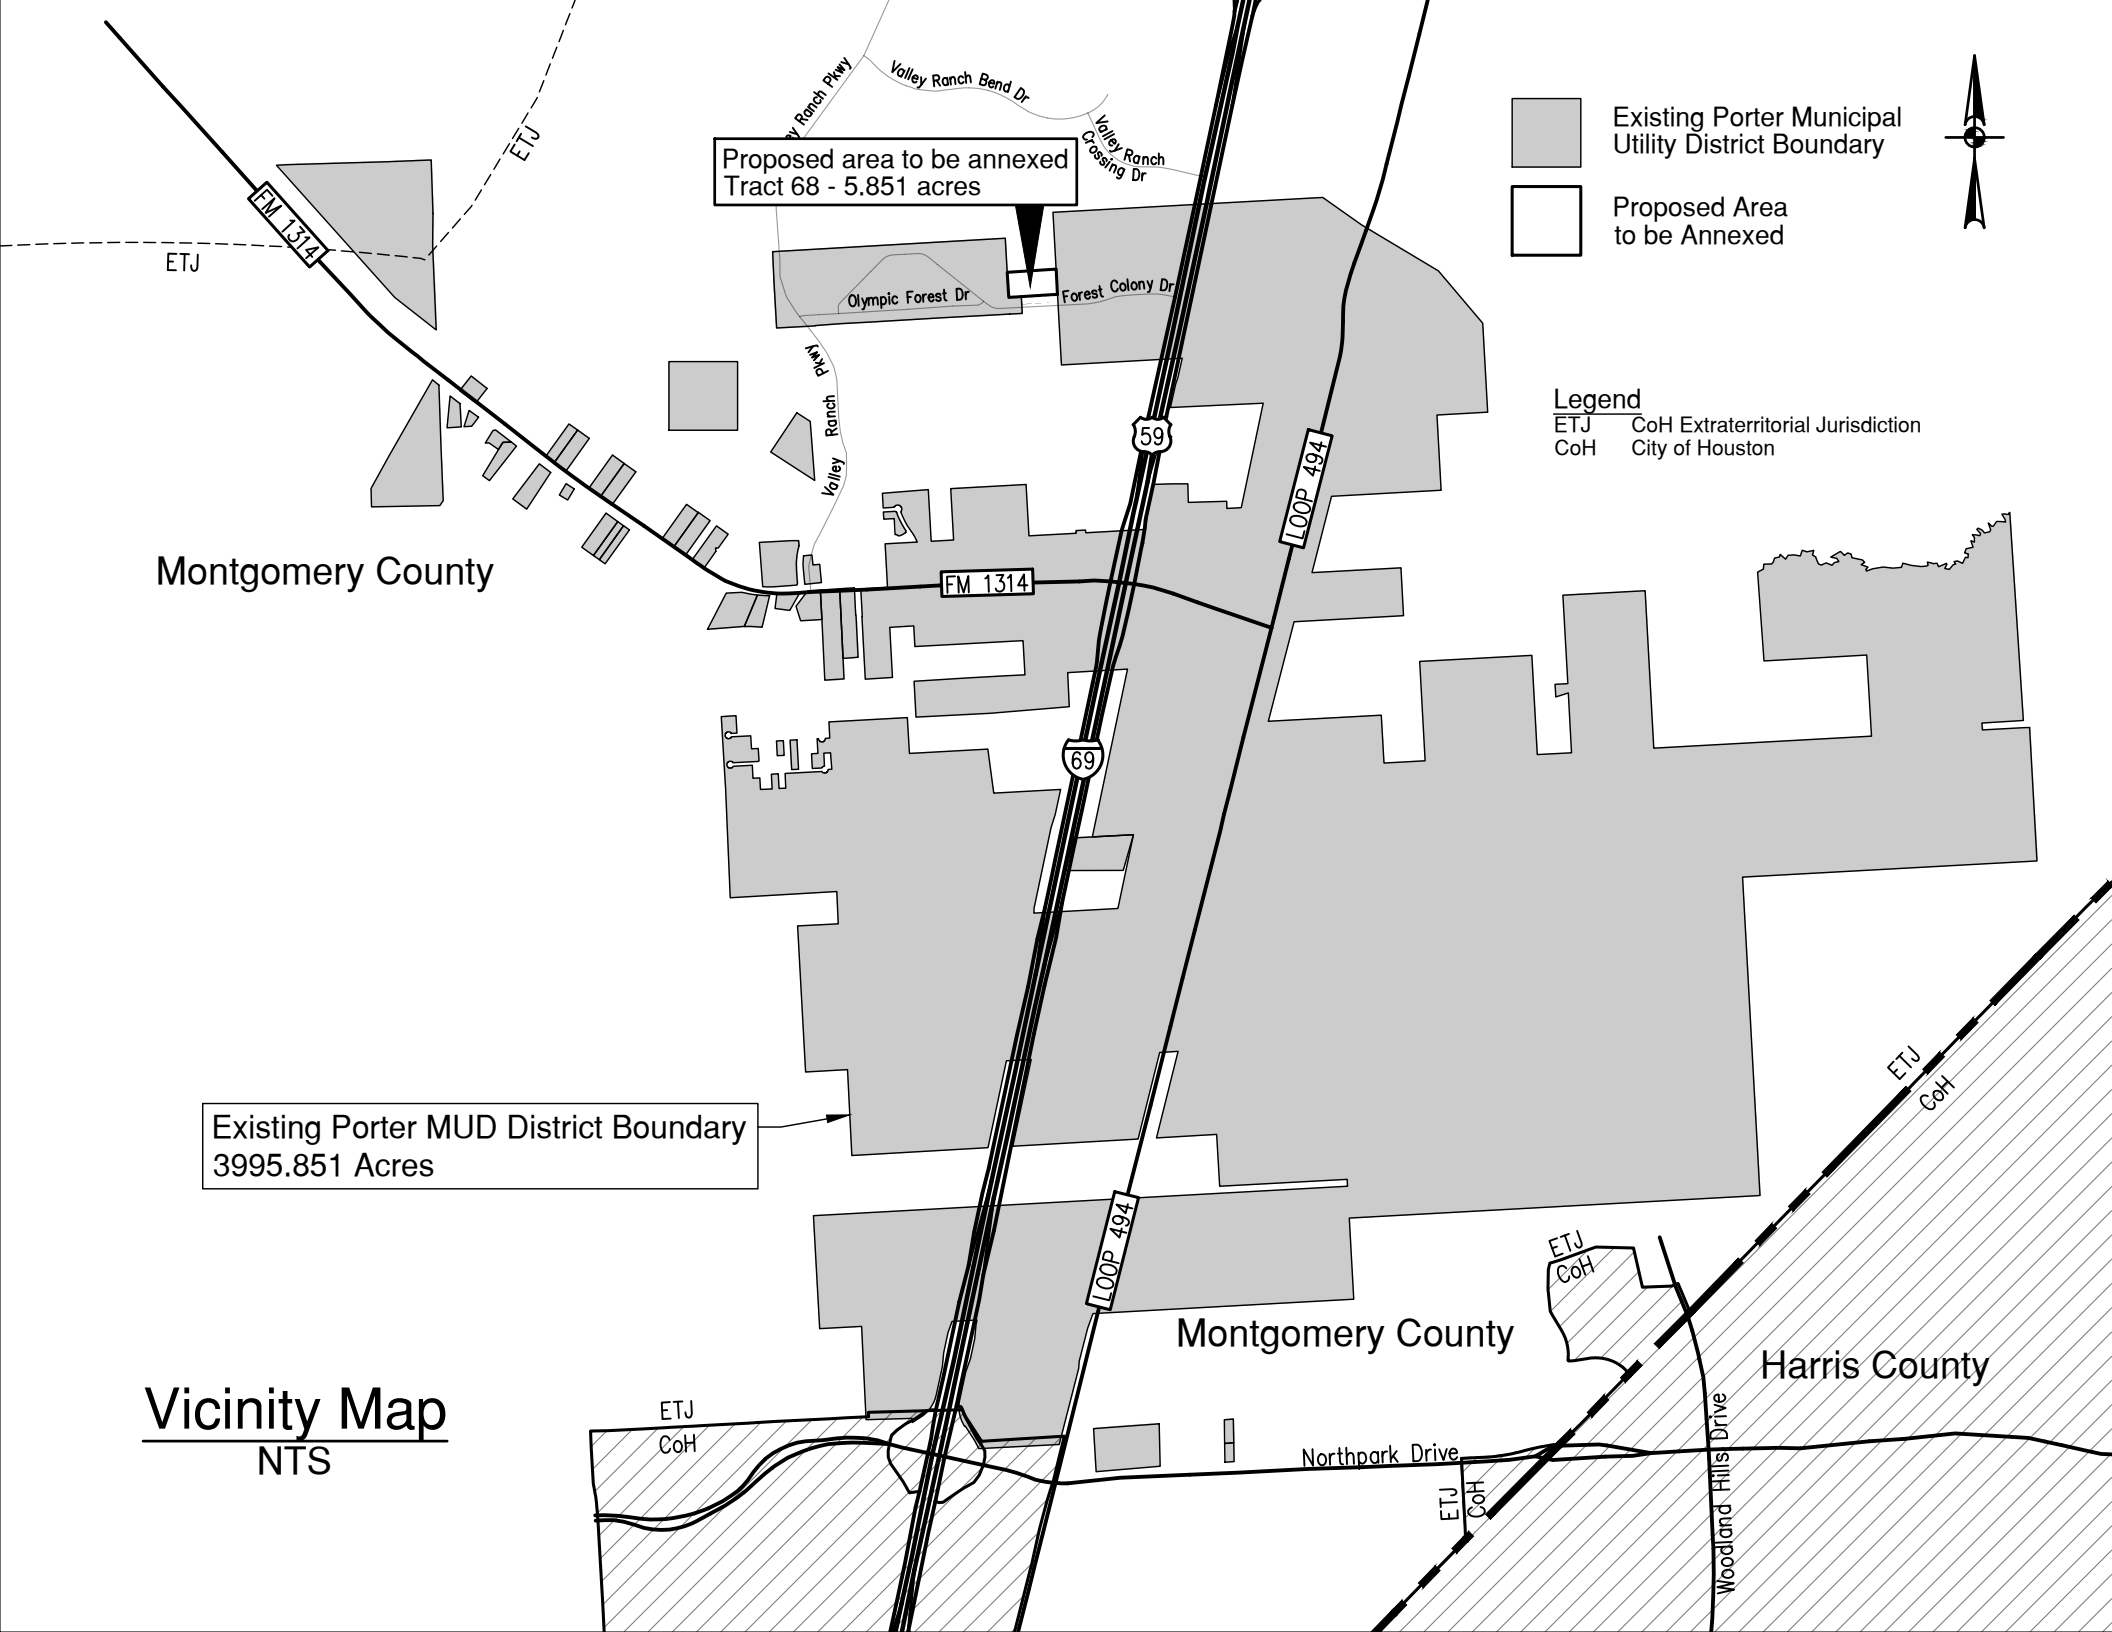 Valley Ranch Bend Dr
ey Ranch Pkwy
Valley Ranch
Crossing Dr
Existing Porter Municipal
Utility District Boundary
Proposed area to be annexed
Tract 68 - 5.851 acres
Proposed Area
to be Annexed
ETJ
FM 1314
ETJ
Olympic Forest Dr
Forest Colony Dr
Valley Ranch Pkwy
59
LOOP 494
Legend
ETJ CoH Extraterritorial Jurisdiction
CoH City of Houston
Montgomery County
FM 1314
69
Existing Porter MUD District Boundary
3995.851 Acres
LOOP 494
ETJ
CoH
ETJ
CoH
Montgomery County
Harris County
Vicinity Map
NTS
ETJ
CoH
Northpark Drive
ETJ
CoH
Woodland Hills Drive